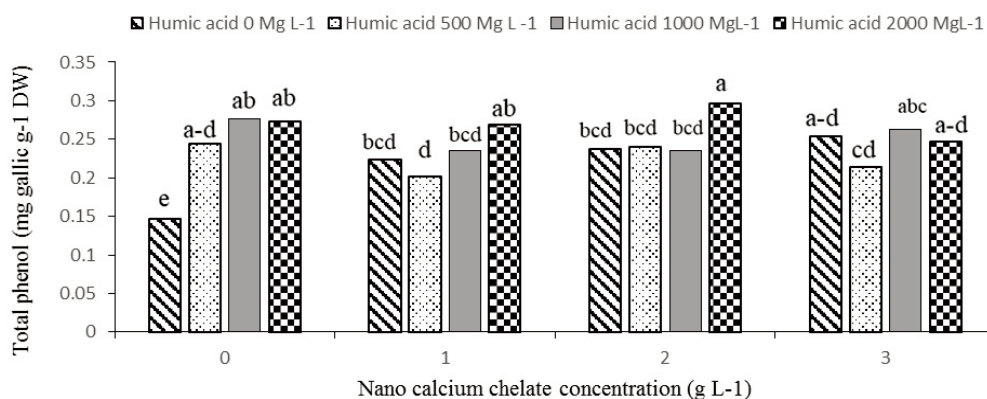 Humic acid 0 Mg L-1 Humic acid 500 Mg L -1 Humic acid 1000 MgL-1 Humic acid 2000 MgL-1
Total phenol (mg gallic g-1 DW)
0.35
0.3
0.25
0.2
0.15
0.1
0.05
0
e a-d ab ab
bcd d bcd ab
bcd bcd bcd a
a-d cd abc a-d
0 1 2 3
Nano calcium chelate concentration (g L-1)